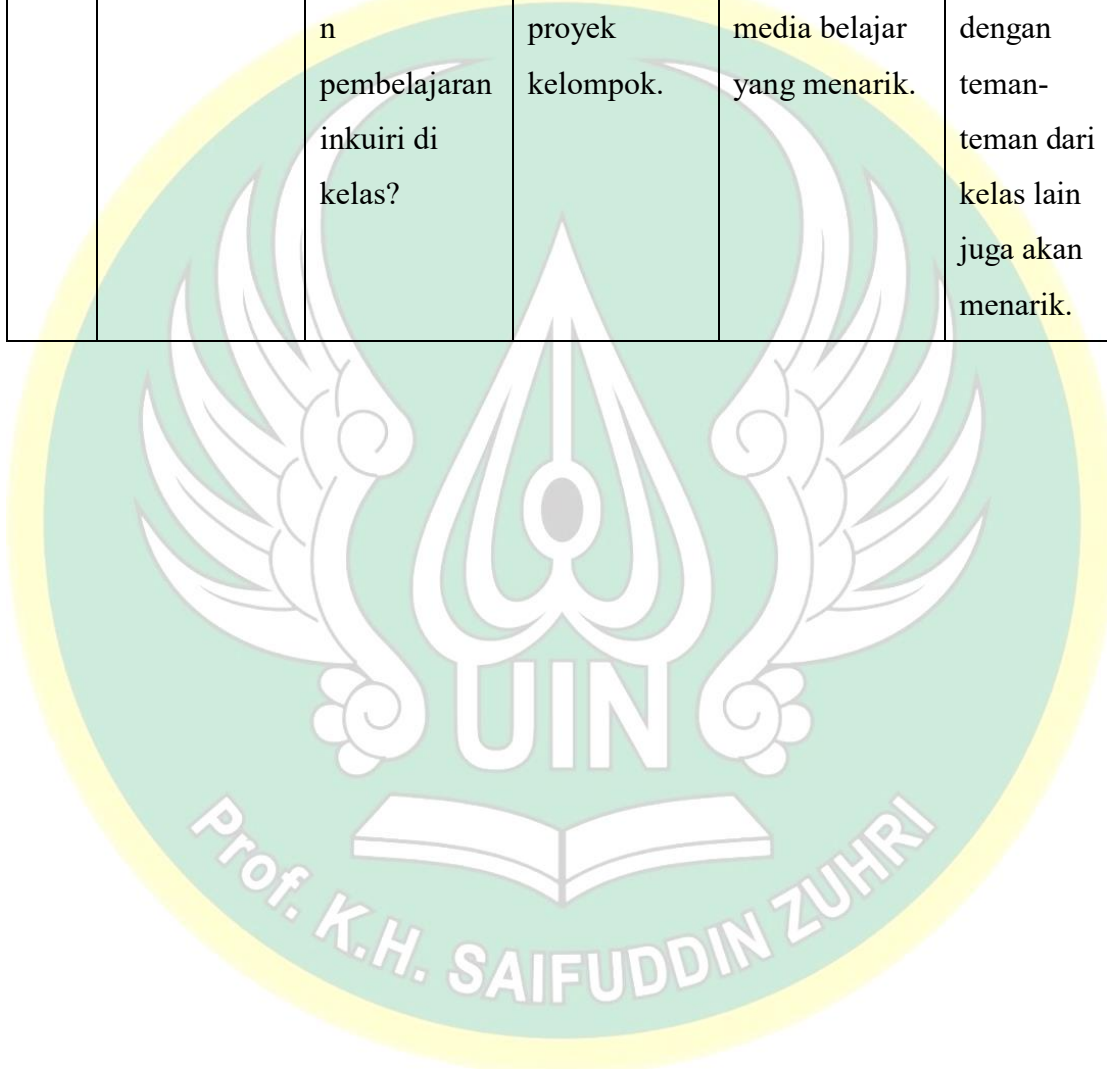 n
pembelajaran
inkuiri di
kelas?
proyek
kelompok.
media belajar
yang menarik.
dengan
teman-
teman dari
kelas lain
juga akan
menarik.
UIN
Prof. K.H. SAIFUDDIN ZUHRI